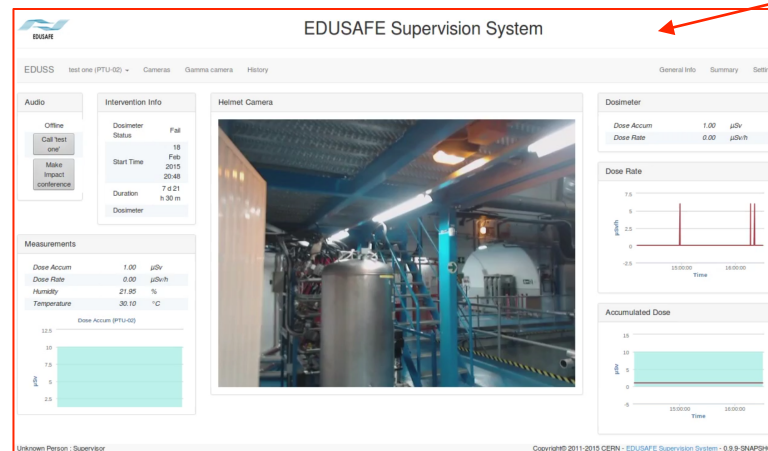 EDUSAFE
EDUSAFE Supervision System
EDUSS test one (PTU-02) Cameras Gamma camera History General Info Summary
Audio
Offline
Call 'test
one'
Make
Impact
conference
Intervention Info
Dosimeter
Status
Fail
Start Time
18
Feb
2015
20:48
Duration
7 d 21
h 30 m
Dosimeter
Measurements
Dose Accum 1.00 µSv
Dose Rate 0.00 µSv/h
Humidity 21.95 %
Temperature 30.10 °C
Dose Accum (PTU-02)
12.5
10
7.5
5
2.5
µSv
Helmet Camera
Dosimeter
Dose Accum 1.00 µSv
Dose Rate 0.00 µSv/h
Dose Rate
7.5
5
2.5
0
-2.5
µSv/h
15:00:00 16:00:00
Time
Accumulated Dose
15
10
5
0
-5
µSv
15:00:00 16:00:00
Time
Unknown Person : Supervisor
Copyright© 2011-2015 CERN - EDUSAFE Supervision System - 0.9.9-SNAPSH